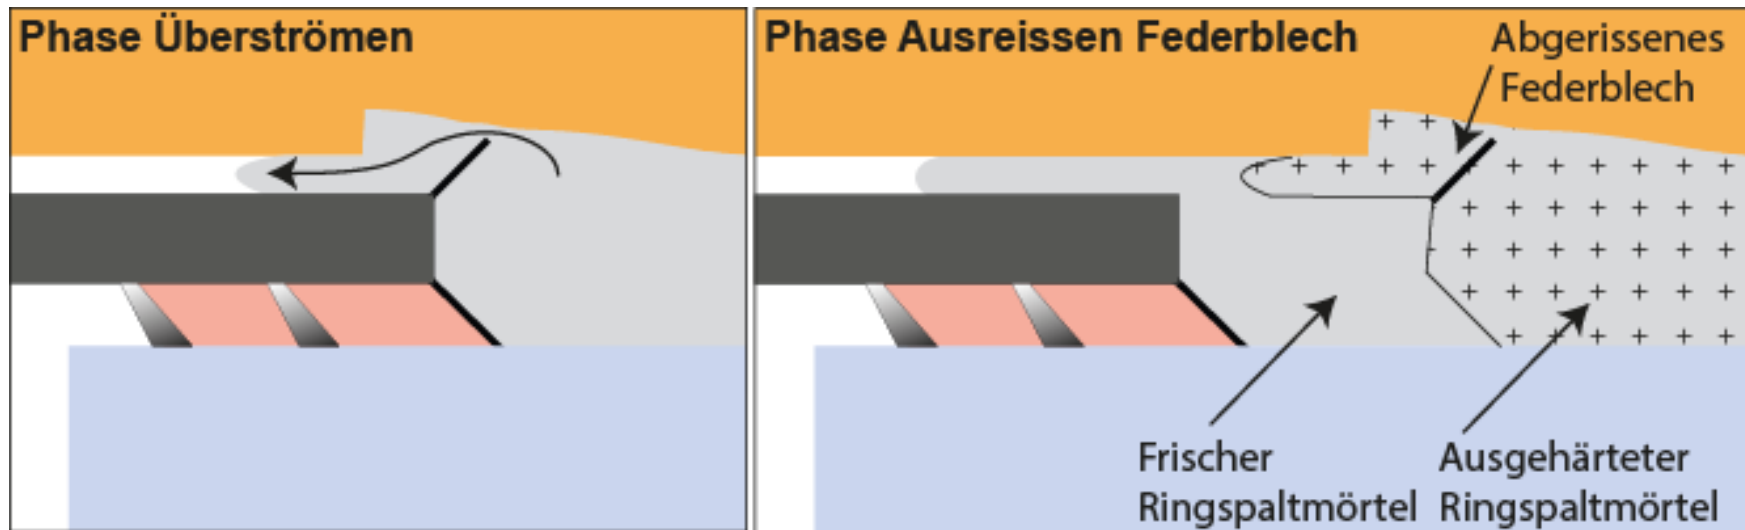 Phase Überströmen
Phase Ausreissen Federblech
Abgerissenes
Federblech
Frischer
Ringspaltmörtel
Ausgehärteter
Ringspaltmörtel